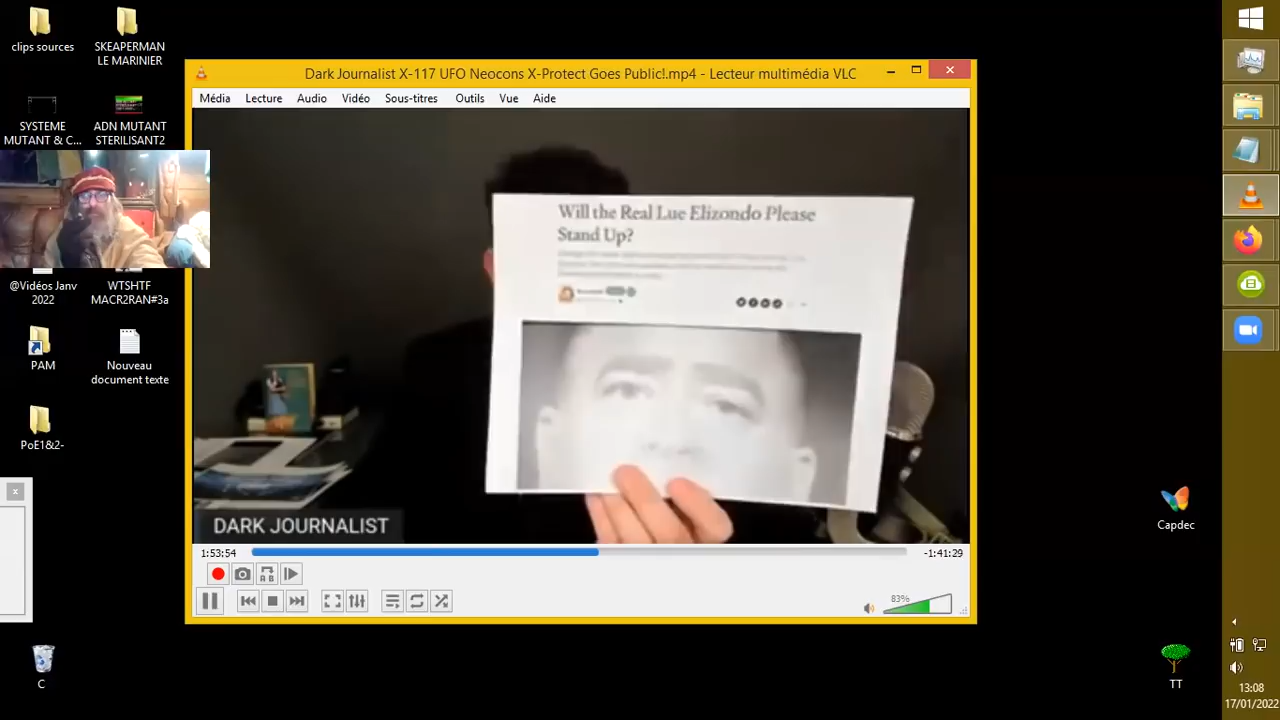 clips sources
SKEAPERMAN
LE MARINIER
SYSTEME
MUTANT & C...
ADN MUTANT
STERILISANT2
@Vidéos Janv
2022
WTSHTF
MACR2RAN#3a
PAM
Nouveau
document texte
PoE1&2-
C
Dark Journalist X-117 UFO Neocons X-Protect Goes Public!.mp4 - Lecteur multimédia VLC
Média Lecture Audio Vidéo Sous-titres Outils Vue Aide
Will the Real Lue Elizondo Please
Stand Up?
DARK JOURNALIST
1:53:54
-1:41:29
83%
Capdec
TT
13:08
17/01/2022